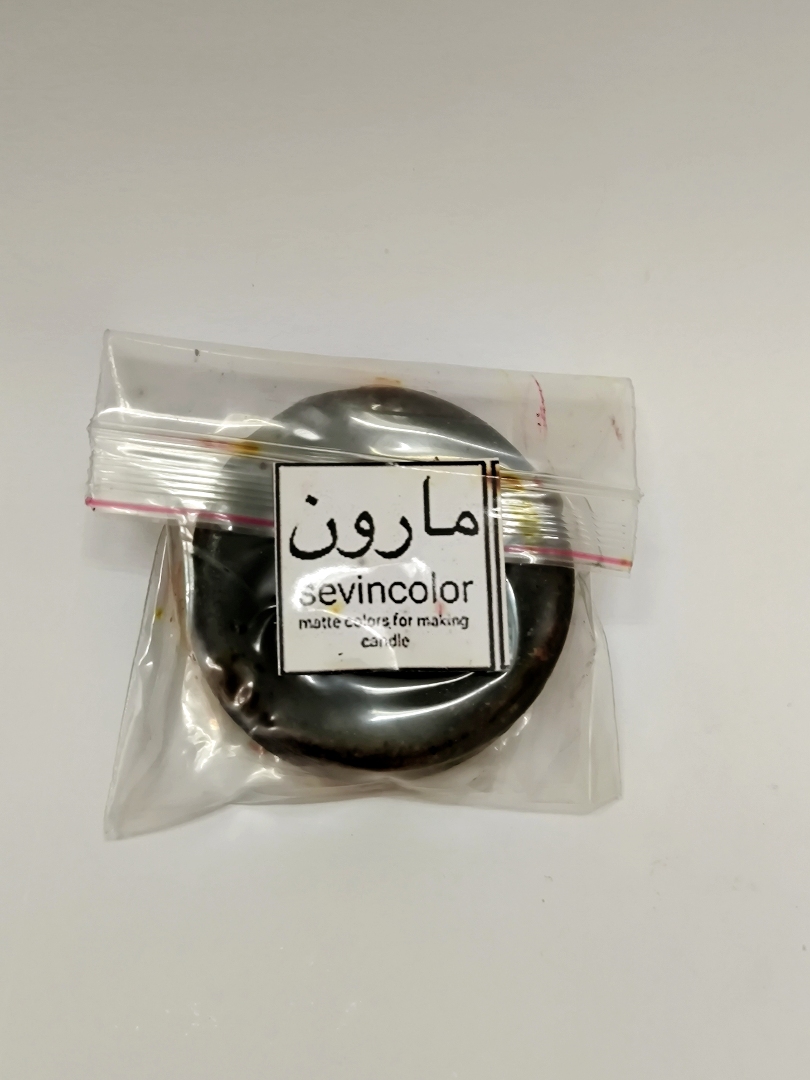 مارون
sevincolor
matte colors for making
candle